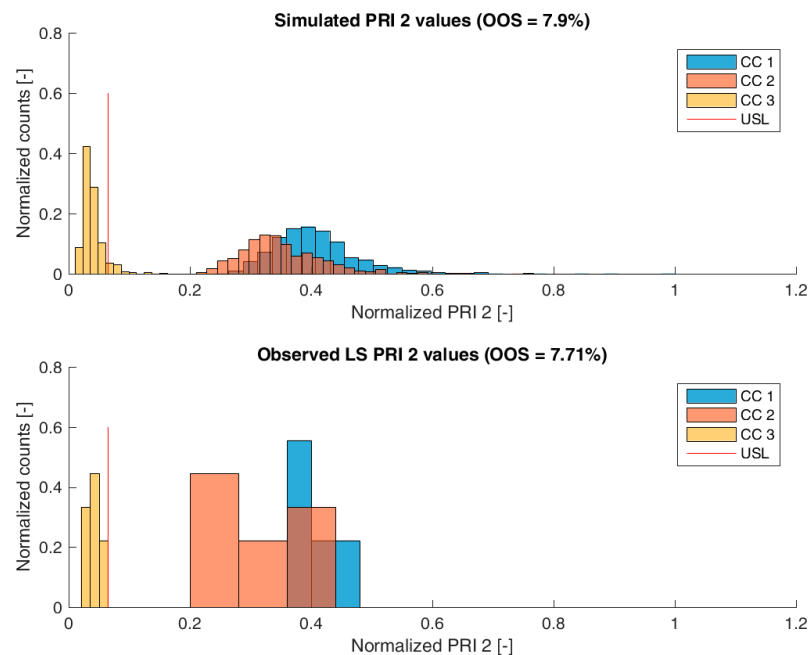 Simulated PRI 2 values (OOS = 7.9%)
0.8
0.6
0.4
0.2
0
Normalized counts [-]
CC 1
CC 2
CC 3
USL
0 0.2 0.4 0.6 0.8 1 1.2
Normalized PRI 2 [-]
Observed LS PRI 2 values (OOS = 7.71%)
0.8
0.6
0.4
0.2
0
Normalized counts [-]
CC 1
CC 2
CC 3
USL
0 0.2 0.4 0.6 0.8 1 1.2
Normalized PRI 2 [-]